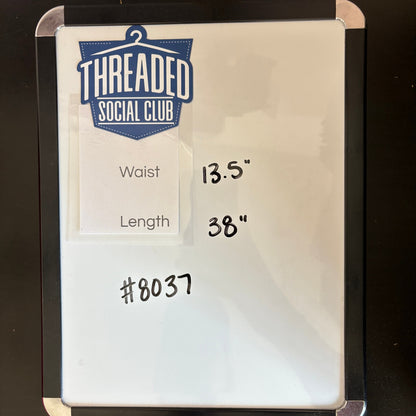 THREADED
SOCIAL CLUB
Waist 13.5"
Length 38"
#8037